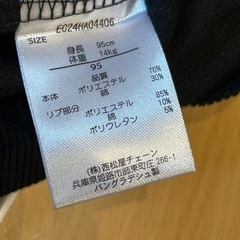 SIZE EC24MA04406
身長 95cm
体重 14kg
95
品質
本体 ポリエステル 70%
綿 30%
リブ部分 ポリエステル 85%
綿 10%
ポリウレタン 5%
(株)西松屋チェーン
兵庫県姫路市飾東町庄266-1
バングラデシュ製